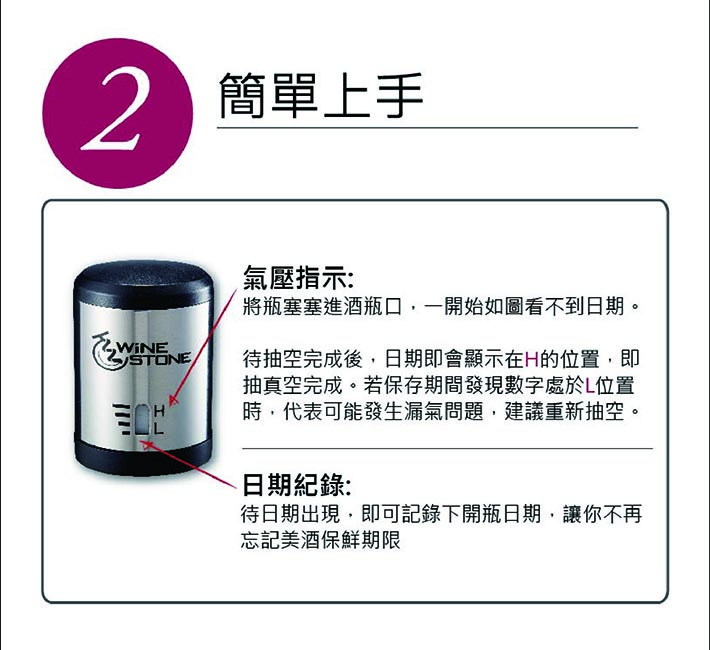 2
簡單上手
氣壓指示:
將瓶塞塞進酒瓶口，一開始如圖看不到日期。
待抽空完成後，日期即會顯示在H的位置，即
抽真空完成。若保存期間發現數字處於L位置
時，代表可能發生漏氣問題，建議重新抽空。
WINE
STONE
H
L
日期紀錄:
待日期出現，即可記錄下開瓶日期，讓你不再
忘記美酒保鮮期限